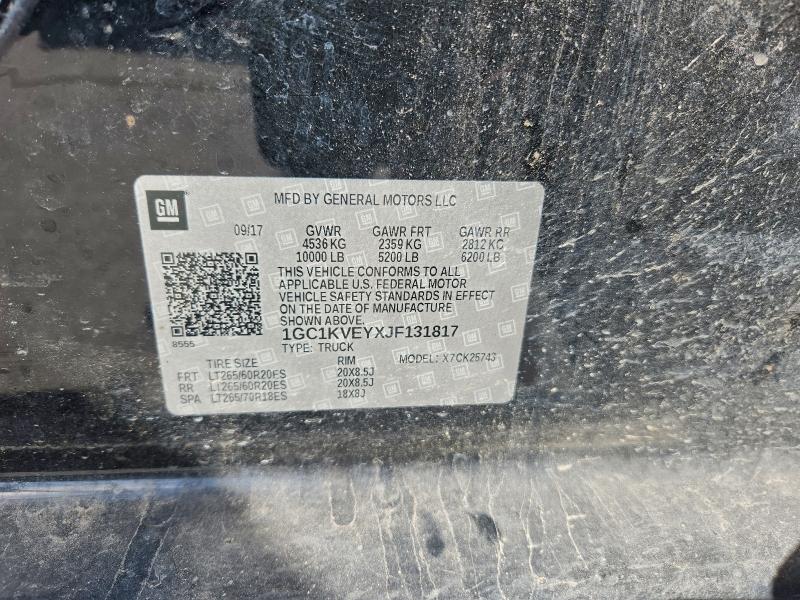 GM
MFD BY GENERAL MOTORS LLC
09/17 GVWR GAWR FRT GAWR RR
4536 KG 2359 KG 2812 KG
10000 LB 5200 LB 6200 LB
THIS VEHICLE CONFORMS TO ALL
APPLICABLE U.S. FEDERAL MOTOR
VEHICLE SAFETY STANDARDS IN EFFECT
ON THE DATE OF MANUFACTURE
SHOWN ABOVE.
8555
1GC1KVEYXJF131817
TYPE: TRUCK
MODEL: X7CK25743
TIRE SIZE RIM
FRT LT265/60R20ES 20X8.5J
RR LT265/60R20ES 20X8.5J
SPA LT265/70R18ES 18X8J